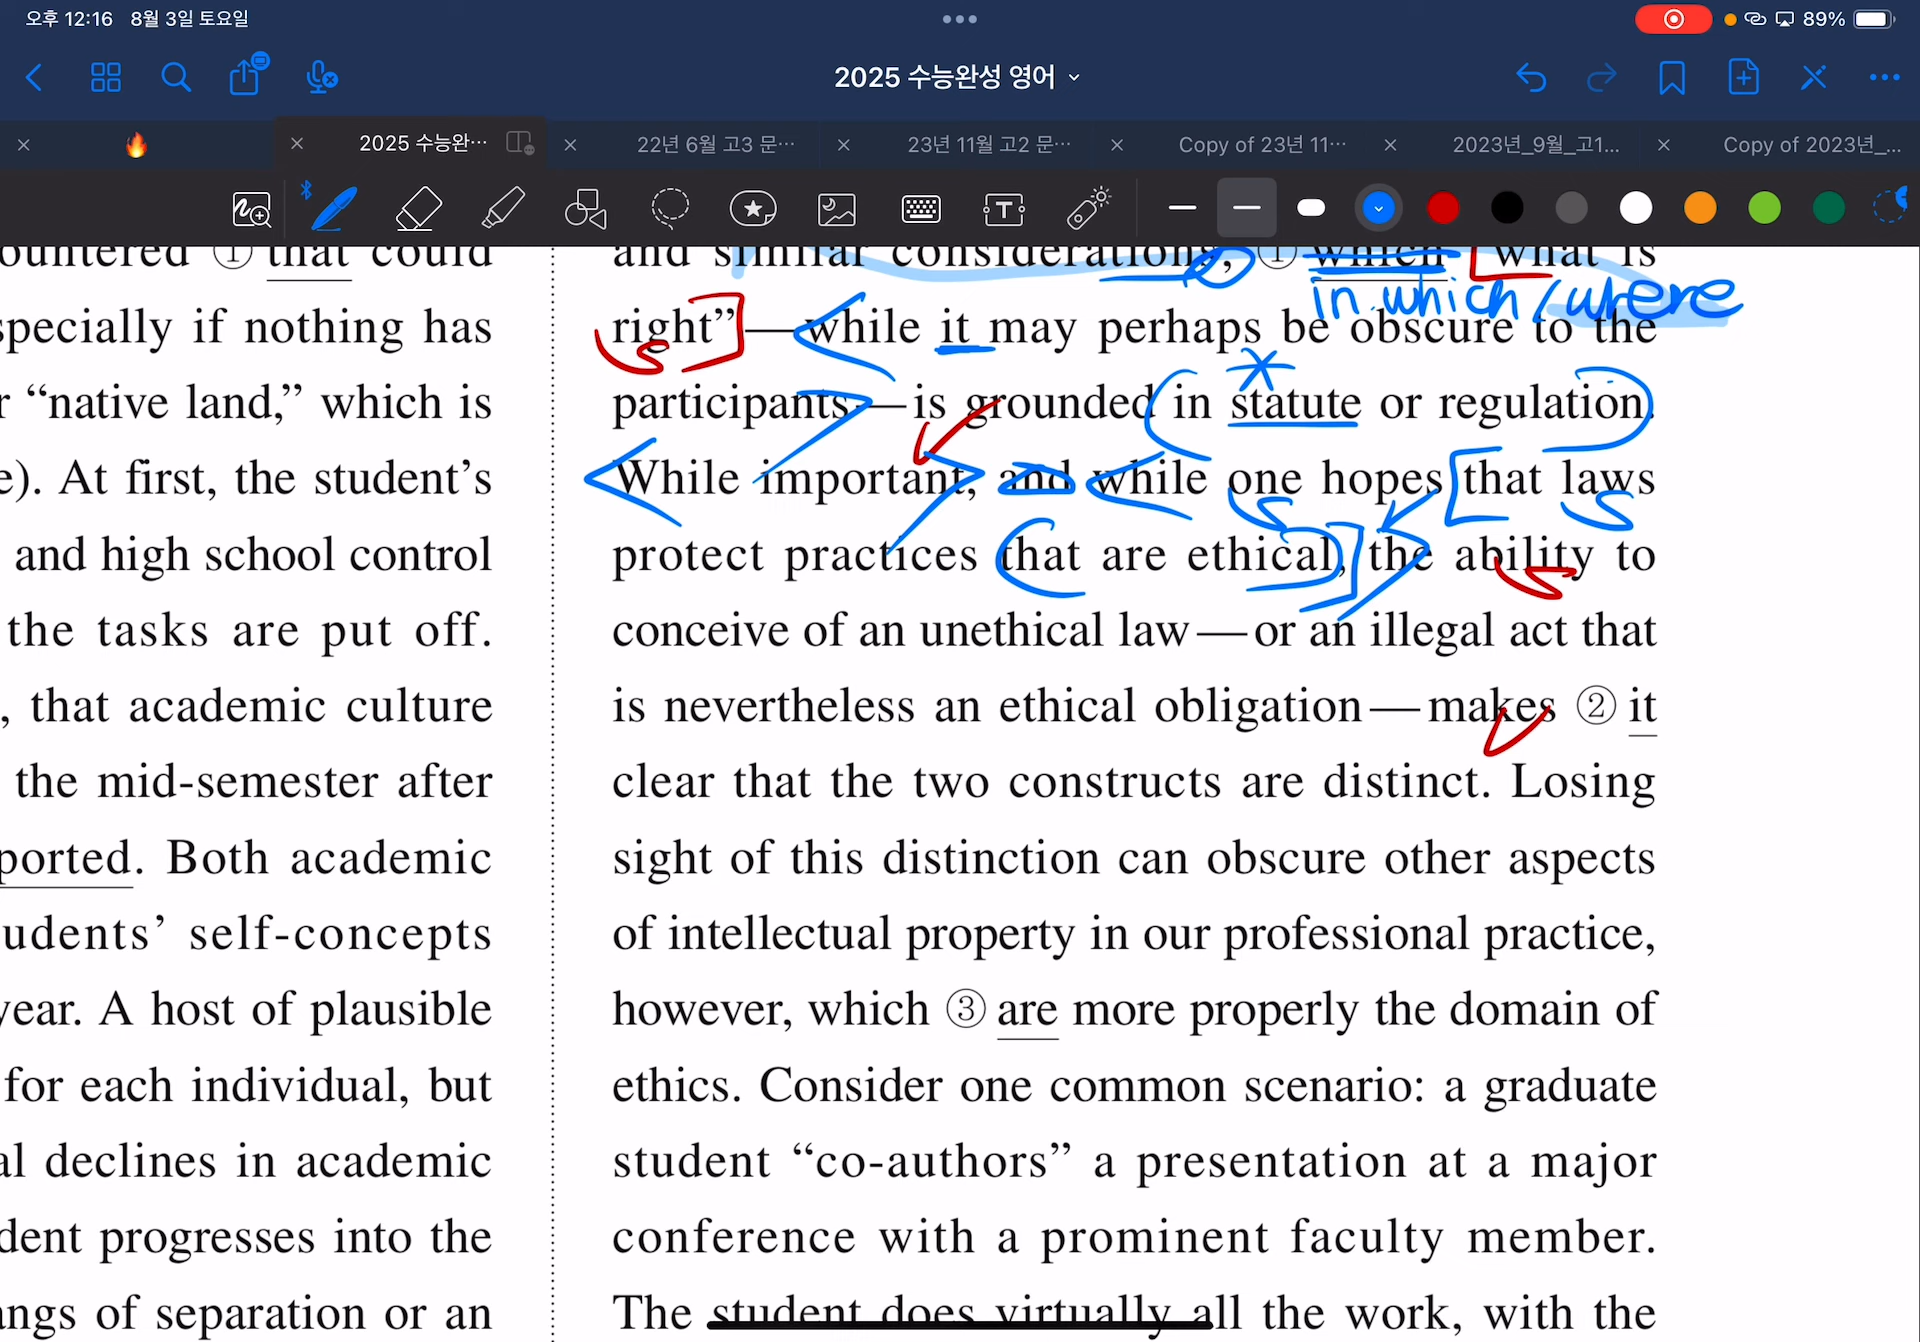 오후 12:16 8월 3일 토요일
89%
2025 수능완성 영어
2025 수능완···
22년 6월 고3 문···
23년 11월 고2 문···
Copy of 23년 11···
2023년_9월_고1...
Copy of 2023년_...
ountered ① that could
specially if nothing has
r “native land,” which is
e). At first, the student’s
and high school control
the tasks are put off.
, that academic culture
the mid-semester after
ported. Both academic
udents’ self-concepts
year. A host of plausible
for each individual, but
al declines in academic
dent progresses into the
angs of separation or an
and similar considerations, ① which what is
in which / where
right”—while it may perhaps be obscure to the
participants—is grounded in statute or regulation.
While important, and while one hopes that laws
protect practices that are ethical, the ability to
conceive of an unethical law—or an illegal act that
is nevertheless an ethical obligation—makes ② it
clear that the two constructs are distinct. Losing
sight of this distinction can obscure other aspects
of intellectual property in our professional practice,
however, which ③ are more properly the domain of
ethics. Consider one common scenario: a graduate
student “co-authors” a presentation at a major
conference with a prominent faculty member.
The student does virtually all the work, with the